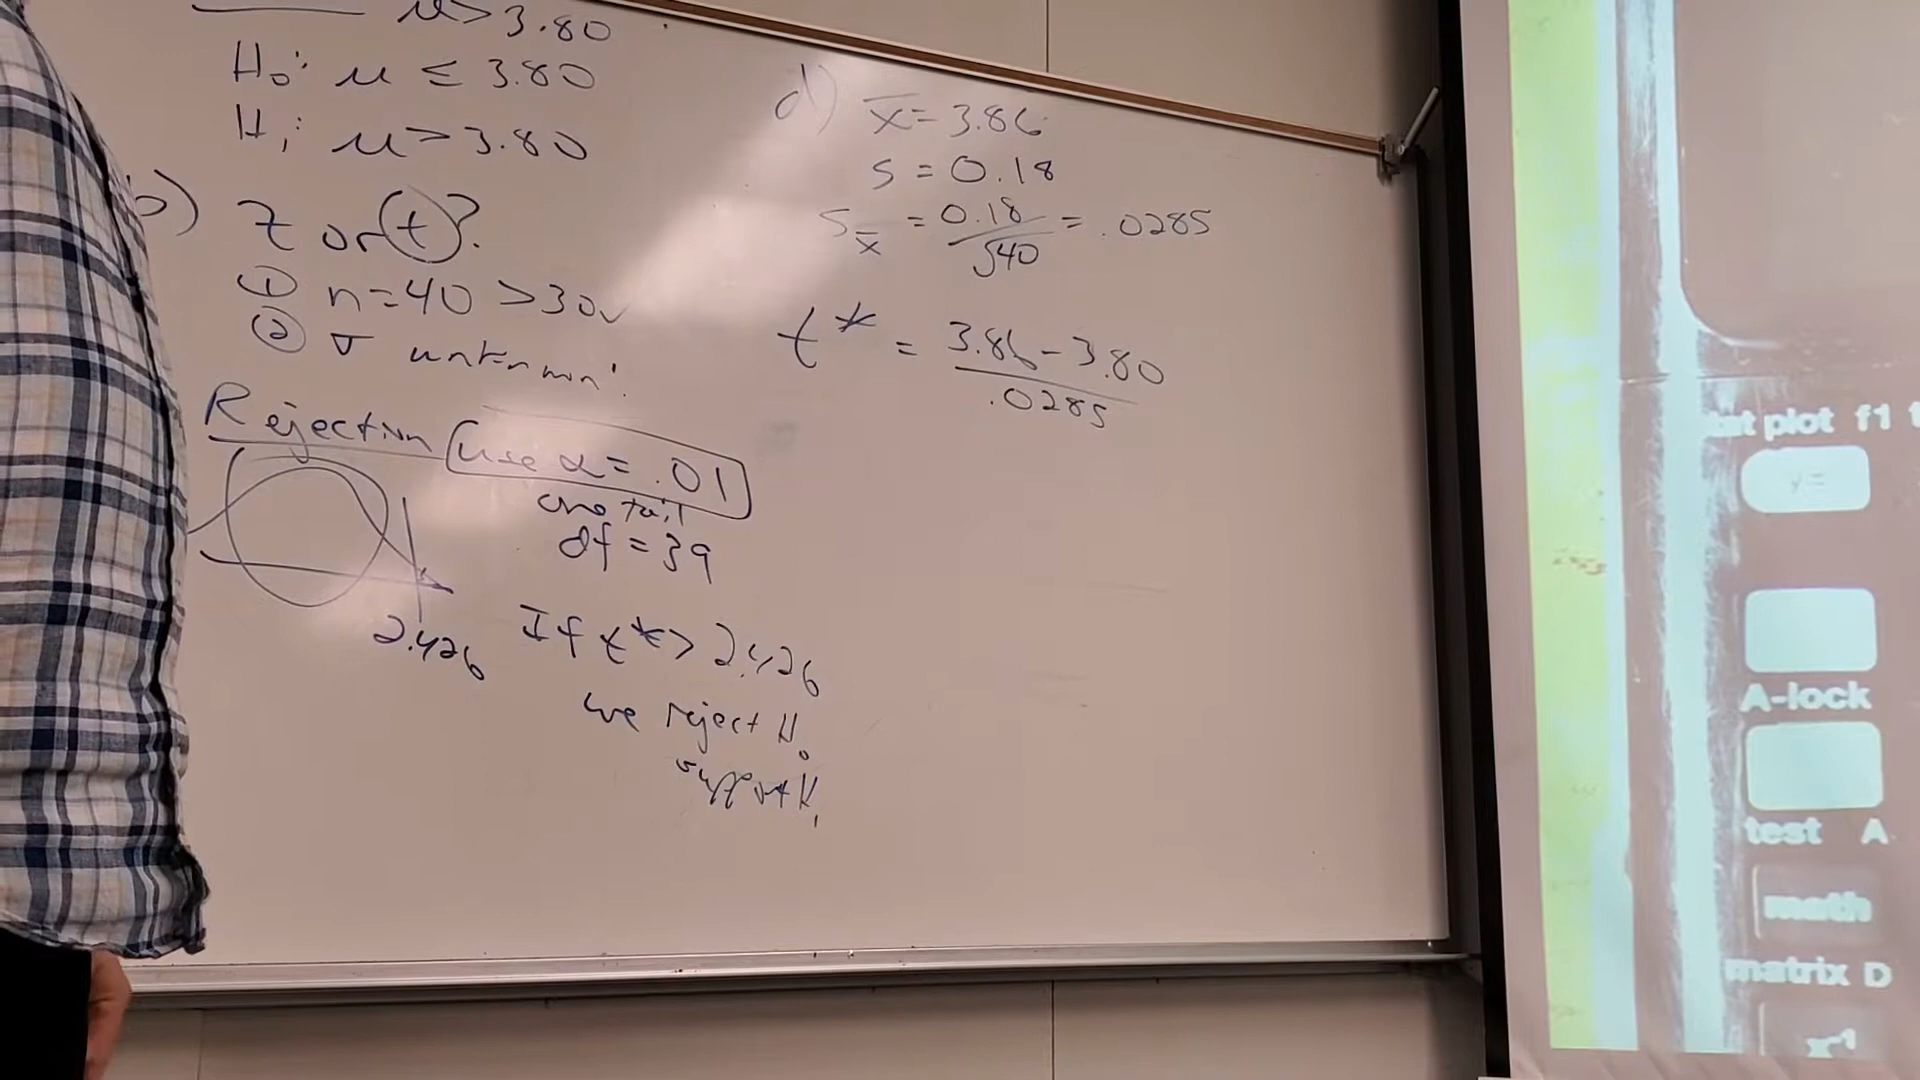 μ > 3.80
H₀: μ ≤ 3.80
H₁: μ > 3.80
b) Z or t?
① n=40 >30✓
② σ unknown
Rejection use α = .01
one tail
df = 39
2.426
If t* > 2.426
we reject H₀
support H₁
d) x̄ = 3.86
s = 0.18
s_x̄ = 0.18/√40 = .0285
t* = 3.86 - 3.80
.0285
stat plot f1
y=
A-lock
test A
math
matrix D
x⁻¹